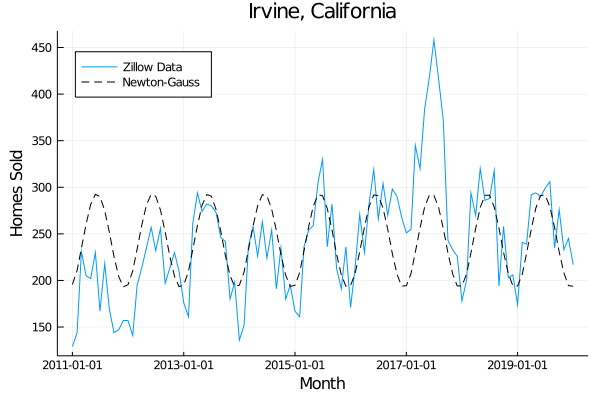 Irvine, California
Homes Sold
450
400
350
300
250
200
150
Zillow Data
Newton-Gauss
2011-01-01
2013-01-01
2015-01-01
2017-01-01
2019-01-01
Month